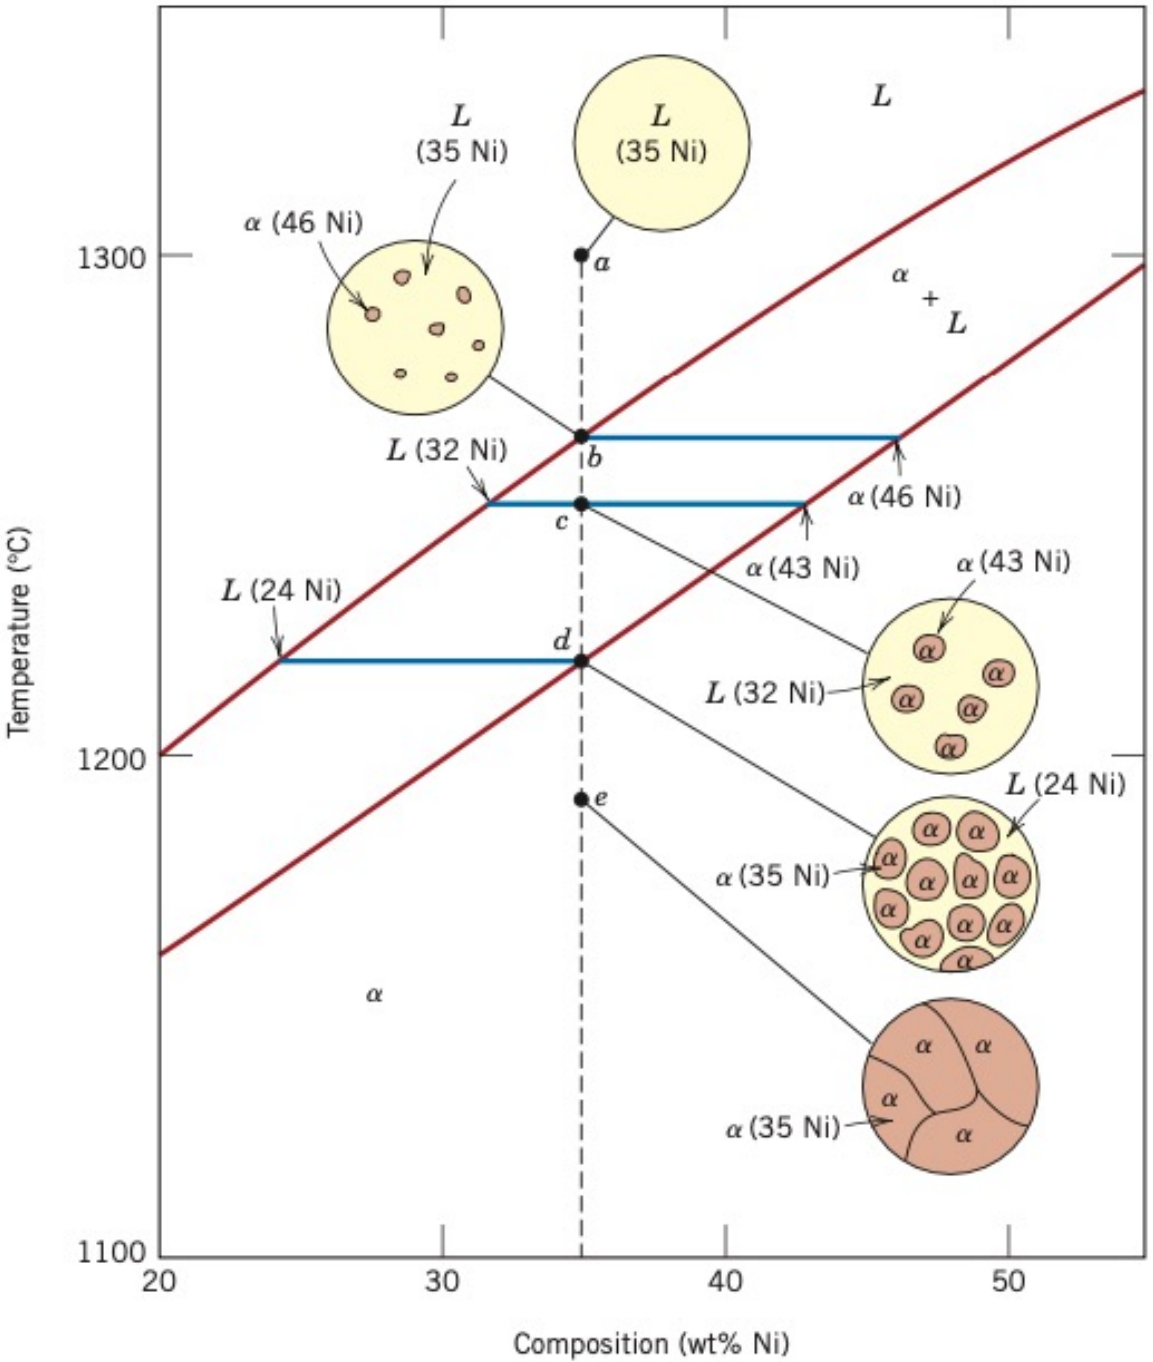 L
L
(35 Ni)
L
(35 Ni)
α (46 Ni)
1300
a
α
+
L
L (32 Ni)
b
α (46 Ni)
c
α (43 Ni)
α (43 Ni)
L (24 Ni)
d
α
α
L (32 Ni)
α
α
α
1200
e
L (24 Ni)
α α
α
α (35 Ni)
α α α
α
α α
α
α
α
α α
α
α (35 Ni)
α
1100
20 30 40 50
Composition (wt% Ni)
Temperature (°C)